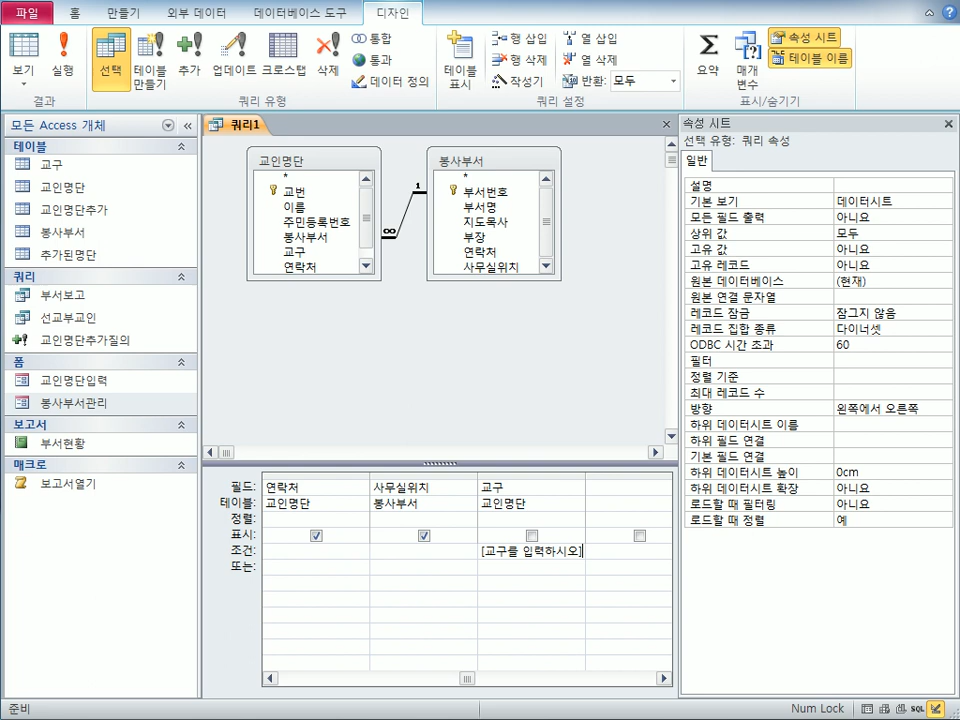 파일 홈 만들기 외부 데이터 데이터베이스 도구 디자인
보기 실행 선택 테이블 만들기 추가 업데이트 크로스탭 삭제
통합
통과
데이터 정의
테이블 표시
행 삽입
행 삭제
작성기
열 삽입
열 삭제
반환: 모두
Σ
요약
매개 변수
속성 시트
테이블 이름
결과 쿼리 유형 쿼리 설정 표시/숨기기
모든 Access 개체 «
테이블
교구
교인명단
교인명단추가
봉사부서
추가된명단
쿼리
부서보고
선교부교인
교인명단추가질의
폼
교인명단입력
봉사부서관리
보고서
부서현황
매크로
보고서열기
쿼리1
교인명단
*
교번
이름
주민등록번호
봉사부서
교구
연락처
1
∞
봉사부서
*
부서번호
부서명
지도목사
부장
연락처
사무실위치
필드: 연락처 사무실위치 교구
테이블: 교인명단 봉사부서 교인명단
정렬:
표시:
조건: [교구를 입력하시오]
또는:
속성 시트
선택 유형: 쿼리 속성
일반
설명
기본 보기 데이터시트
모든 필드 출력 아니요
상위 값 모두
고유 값 아니요
고유 레코드 아니요
원본 데이터베이스 (현재)
원본 연결 문자열
레코드 잠금 잠그지 않음
레코드 집합 종류 다이너셋
ODBC 시간 초과 60
필터
정렬 기준
최대 레코드 수
방향 왼쪽에서 오른쪽
하위 데이터시트 이름
하위 필드 연결
기본 필드 연결
하위 데이터시트 높이 0cm
하위 데이터시트 확장 아니요
로드할 때 필터링 아니요
로드할 때 정렬 예
준비 Num Lock SQL